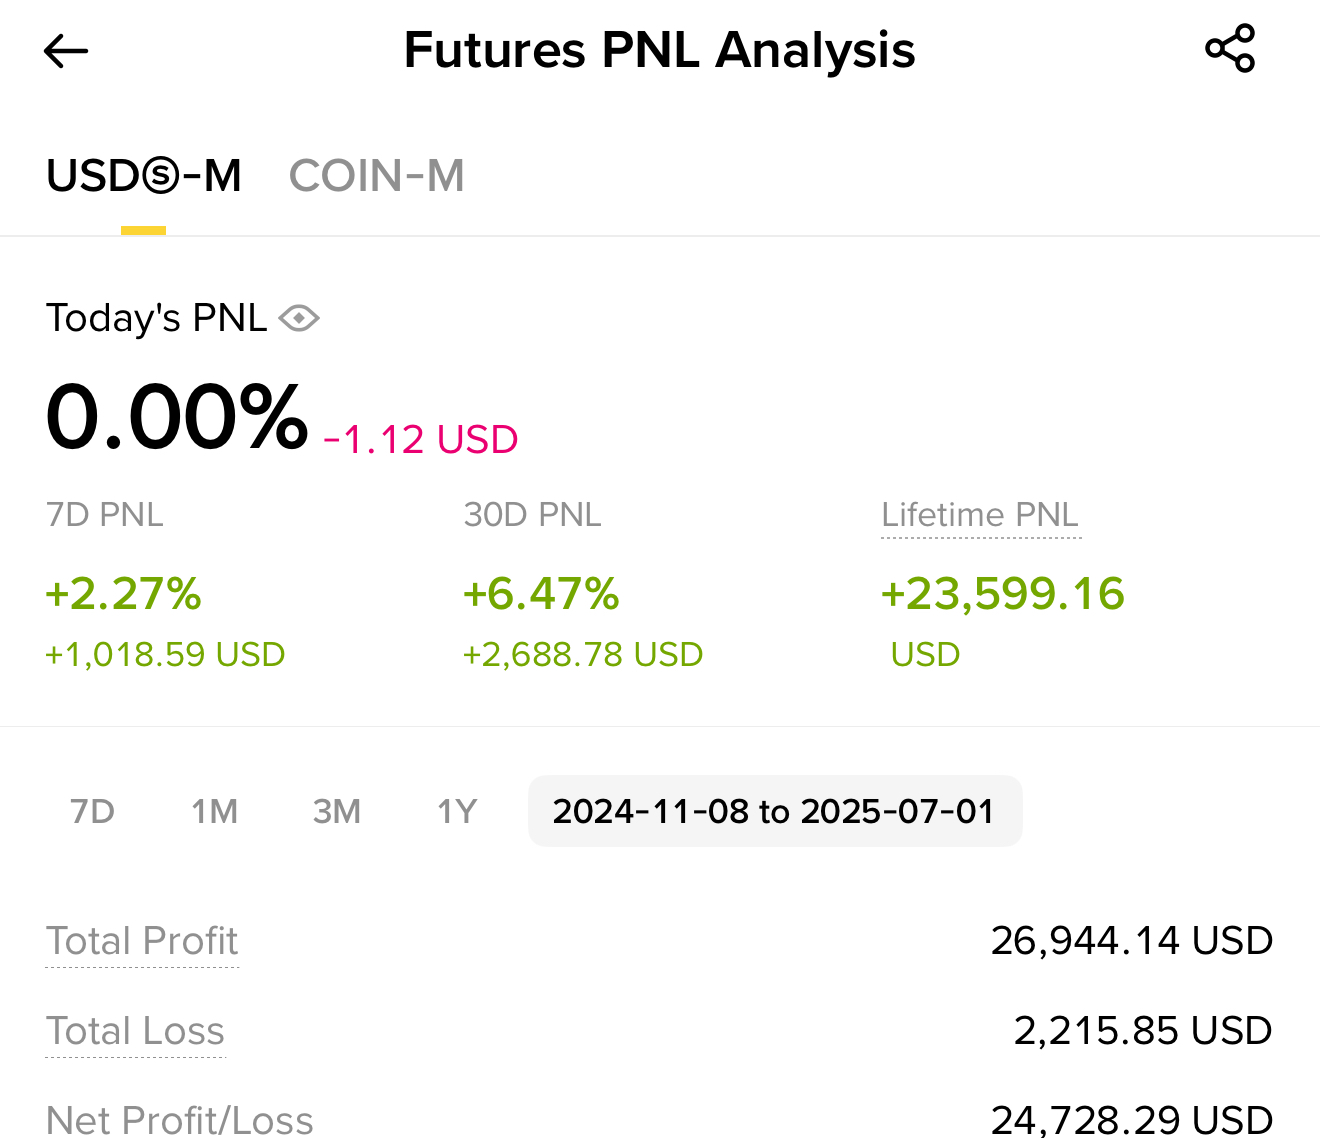 Futures PNL Analysis
USDⓈ-M COIN-M
Today's PNL
0.00% -1.12 USD
7D PNL 30D PNL Lifetime PNL
+2.27% +6.47% +23,599.16
+1,018.59 USD +2,688.78 USD USD
7D 1M 3M 1Y 2024-11-08 to 2025-07-01
Total Profit 26,944.14 USD
Total Loss 2,215.85 USD
Net Profit/Loss 24,728.29 USD